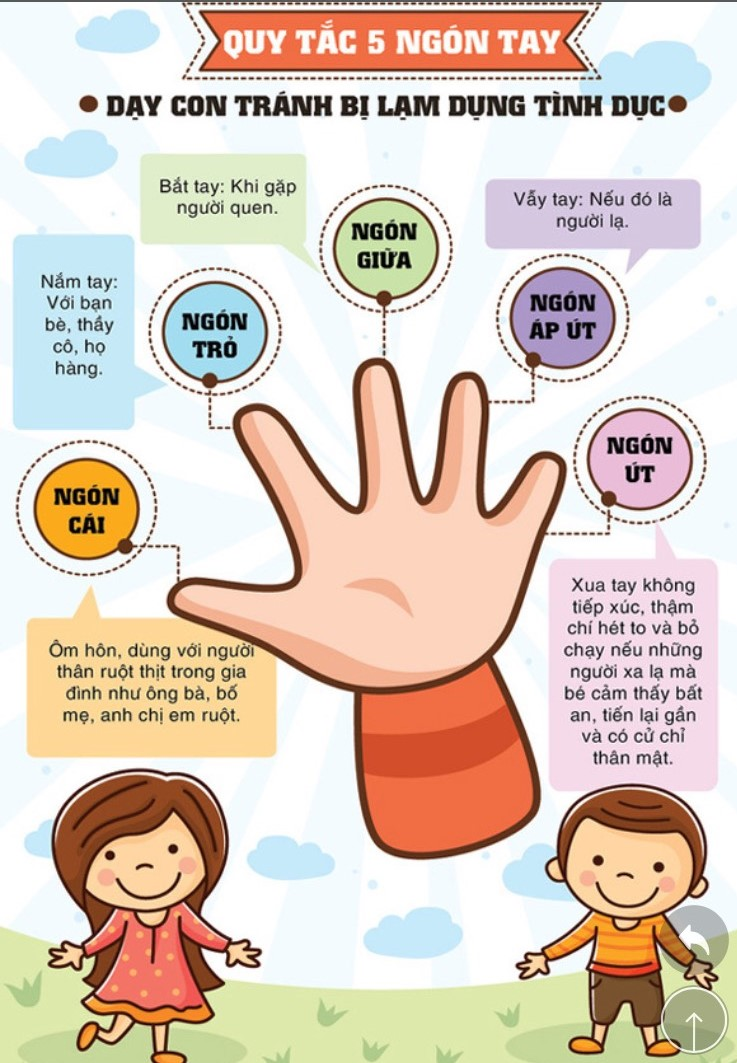 QUY TẮC 5 NGÓN TAY
DẠY CON TRÁNH BỊ LẠM DỤNG TÌNH DỤC
Bắt tay: Khi gặp
người quen.
NGÓN
GIỮA
Vẫy tay: Nếu đó là
người lạ.
Nắm tay:
Với bạn
bè, thầy
cô, họ
hàng.
NGÓN
TRỎ
NGÓN
ÁP ÚT
NGÓN
CÁI
NGÓN
ÚT
Ôm hôn, dùng với người
thân ruột thịt trong gia
đình như ông bà, bố
mẹ, anh chị em ruột.
Xua tay không
tiếp xúc, thậm
chí hét to và bỏ
chạy nếu những
người xa lạ mà
bé cảm thấy bất
an, tiến lại gần
và có cử chỉ
thân mật.